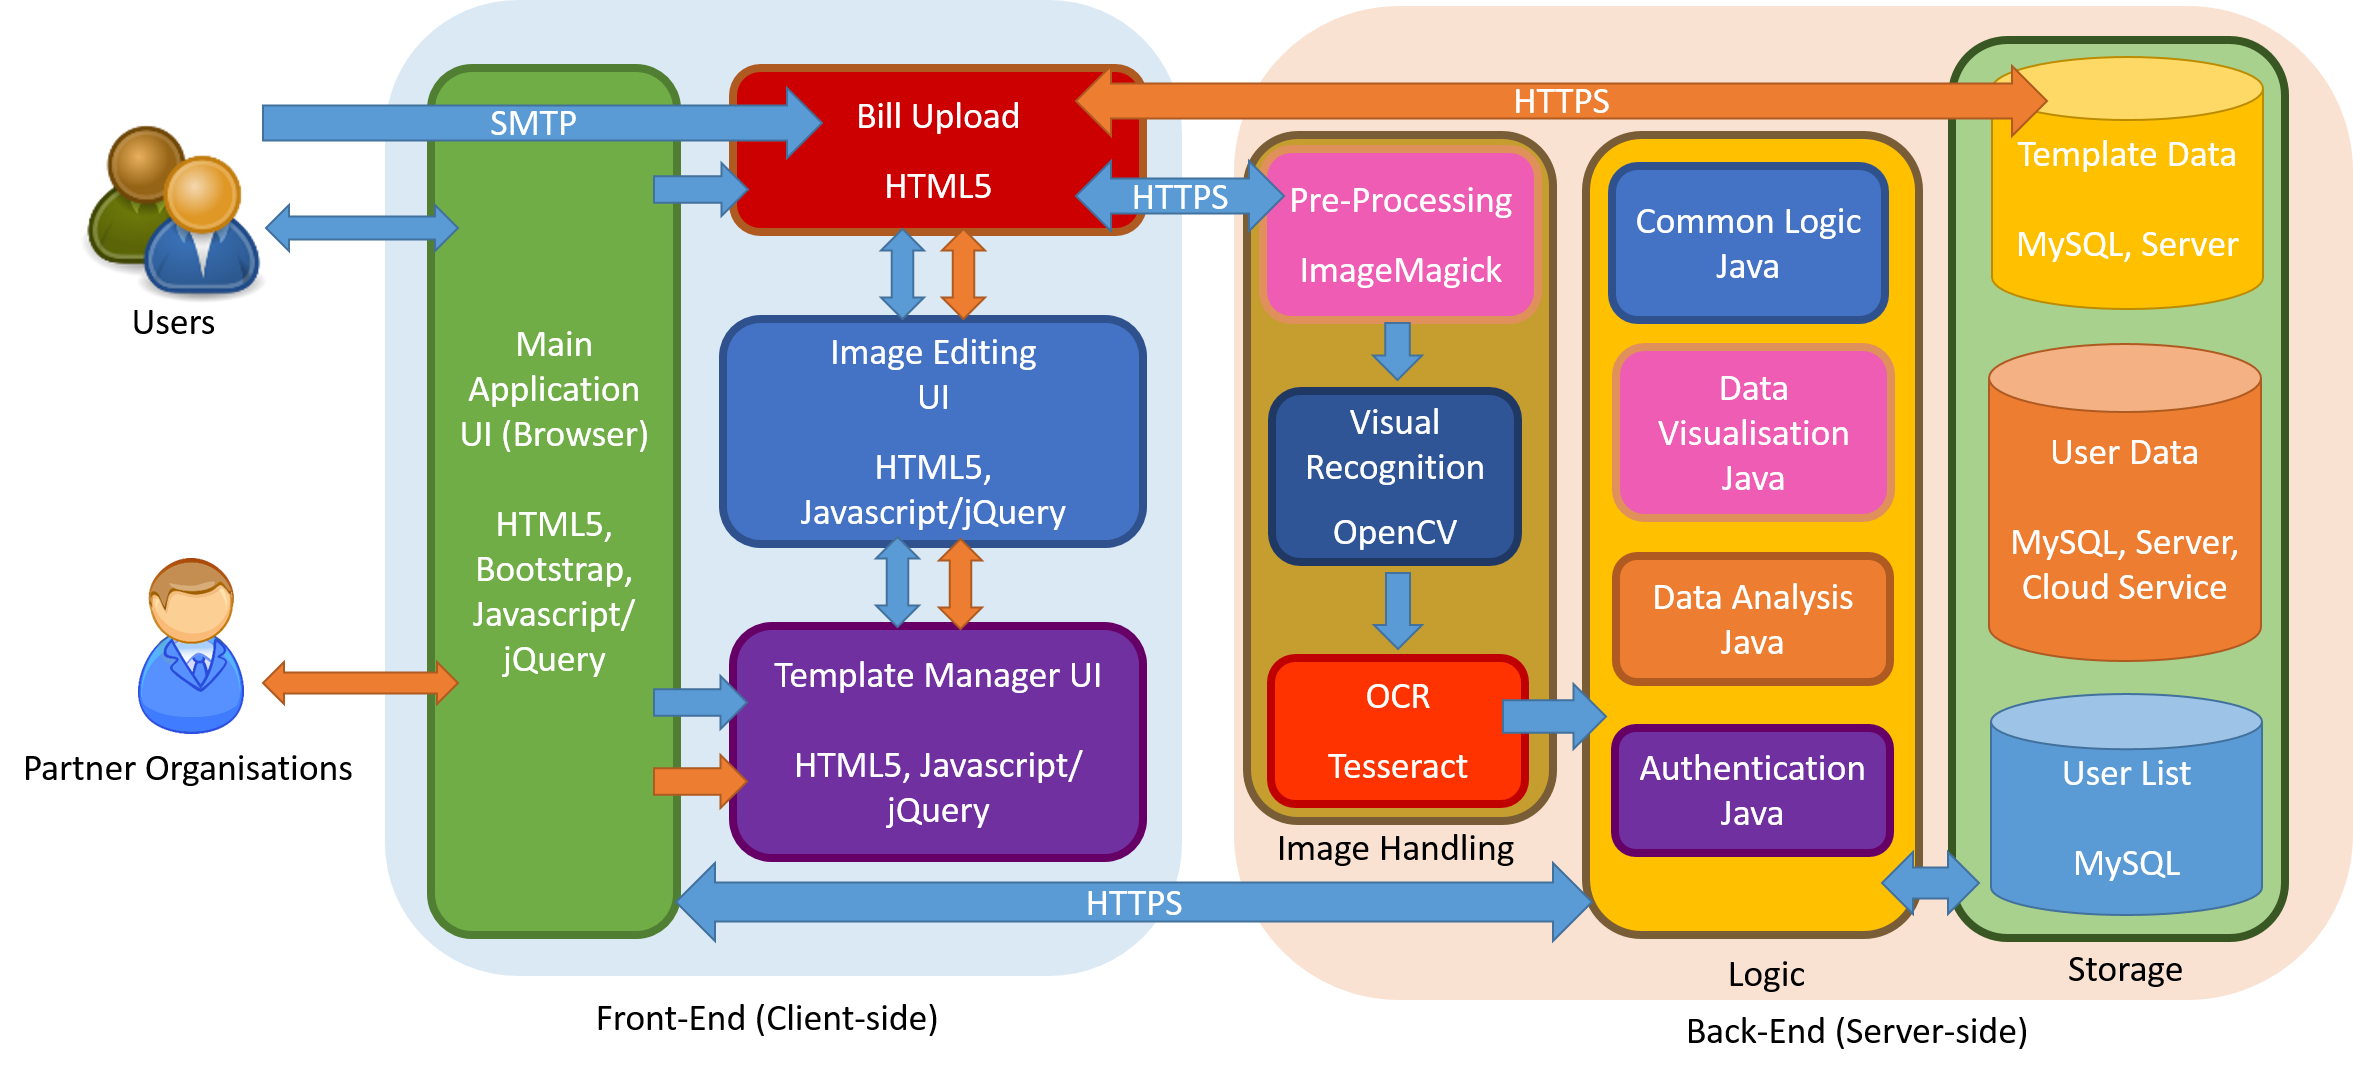 Users
Partner Organisations
SMTP
Main
Application
UI (Browser)
HTML5,
Bootstrap,
Javascript/
jQuery
Bill Upload
HTML5
Image Editing
UI
HTML5,
Javascript/jQuery
Template Manager UI
HTML5, Javascript/
jQuery
Front-End (Client-side)
HTTPS
HTTPS
HTTPS
Pre-Processing
ImageMagick
Visual
Recognition
OpenCV
OCR
Tesseract
Image Handling
Common Logic
Java
Data
Visualisation
Java
Data Analysis
Java
Authentication
Java
Logic
Template Data
MySQL, Server
User Data
MySQL, Server,
Cloud Service
User List
MySQL
Storage
Back-End (Server-side)